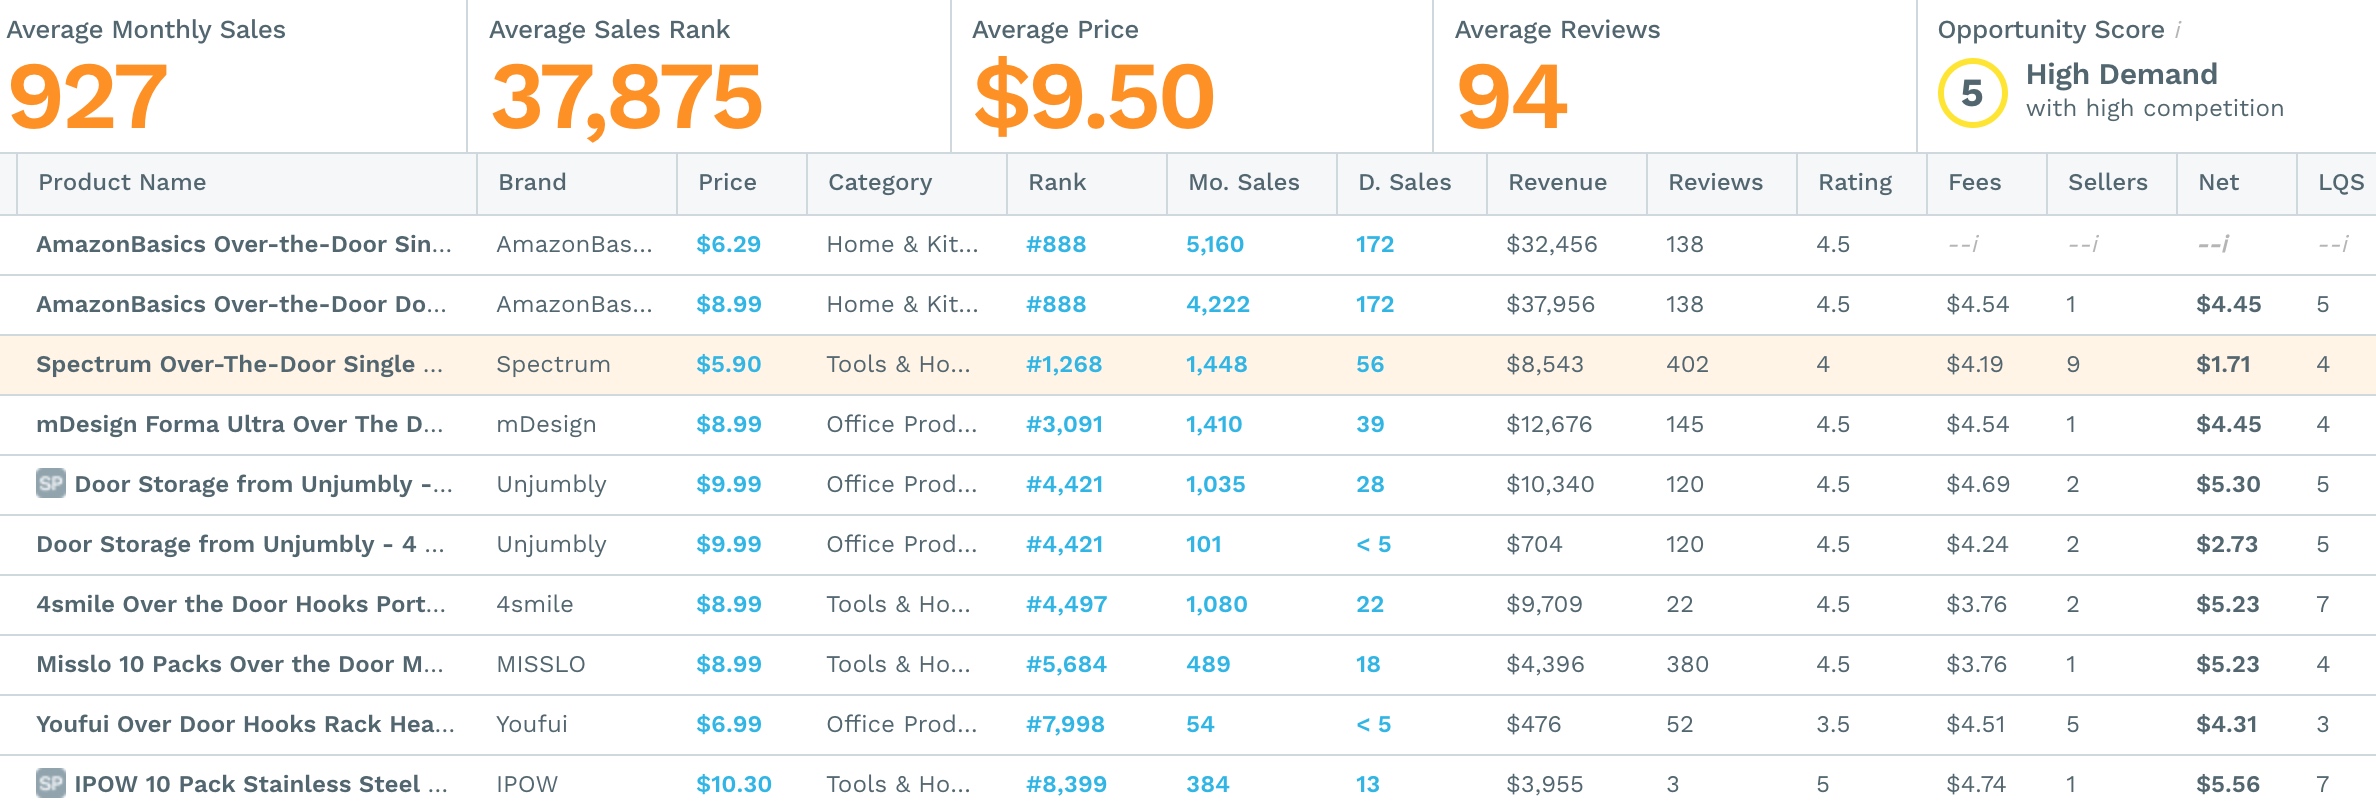 Average Monthly Sales Average Sales Rank Average Price Average Reviews Opportunity Score i
927 37,875 $9.50 94 5 High Demand
with high competition
Product Name Brand Price Category Rank Mo. Sales D. Sales Revenue Reviews Rating Fees Sellers Net LQS
AmazonBasics Over-the-Door Sin... AmazonBas... $6.29 Home & Kit... #888 5,160 172 $32,456 138 4.5 --i --i --i --i
AmazonBasics Over-the-Door Do... AmazonBas... $8.99 Home & Kit... #888 4,222 172 $37,956 138 4.5 $4.54 1 $4.45 5
Spectrum Over-The-Door Single ... Spectrum $5.90 Tools & Ho... #1,268 1,448 56 $8,543 402 4 $4.19 9 $1.71 4
mDesign Forma Ultra Over The D... mDesign $8.99 Office Prod... #3,091 1,410 39 $12,676 145 4.5 $4.54 1 $4.45 4
SP Door Storage from Unjumbly -... Unjumbly $9.99 Office Prod... #4,421 1,035 28 $10,340 120 4.5 $4.69 2 $5.30 5
Door Storage from Unjumbly - 4 ... Unjumbly $9.99 Office Prod... #4,421 101 < 5 $704 120 4.5 $4.24 2 $2.73 5
4smile Over the Door Hooks Port... 4smile $8.99 Tools & Ho... #4,497 1,080 22 $9,709 22 4.5 $3.76 2 $5.23 7
Misslo 10 Packs Over the Door M... MISSLO $8.99 Tools & Ho... #5,684 489 18 $4,396 380 4.5 $3.76 1 $5.23 4
Youfui Over Door Hooks Rack Hea... Youfui $6.99 Office Prod... #7,998 54 < 5 $476 52 3.5 $4.51 5 $4.31 3
SP IPOW 10 Pack Stainless Steel ... IPOW $10.30 Tools & Ho... #8,399 384 13 $3,955 3 5 $4.74 1 $5.56 7